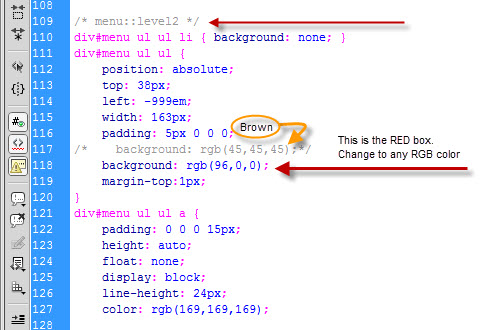 108
109 /* menu::level2 */
110 div#menu ul ul li { background: none; }
111 div#menu ul ul {
112 position: absolute;
113 top: 38px;
114 left: -999em;
115 width: 163px;
116 padding: 5px 0 0 0;
Brown
117 /* background: rgb(45,45,45);*/
This is the RED box.
Change to any RGB color
118 background: rgb(96,0,0);
119 margin-top:1px;
120 }
121 div#menu ul ul a {
122 padding: 0 0 0 15px;
123 height: auto;
124 float: none;
125 display: block;
126 line-height: 24px;
127 color: rgb(169,169,169);
128